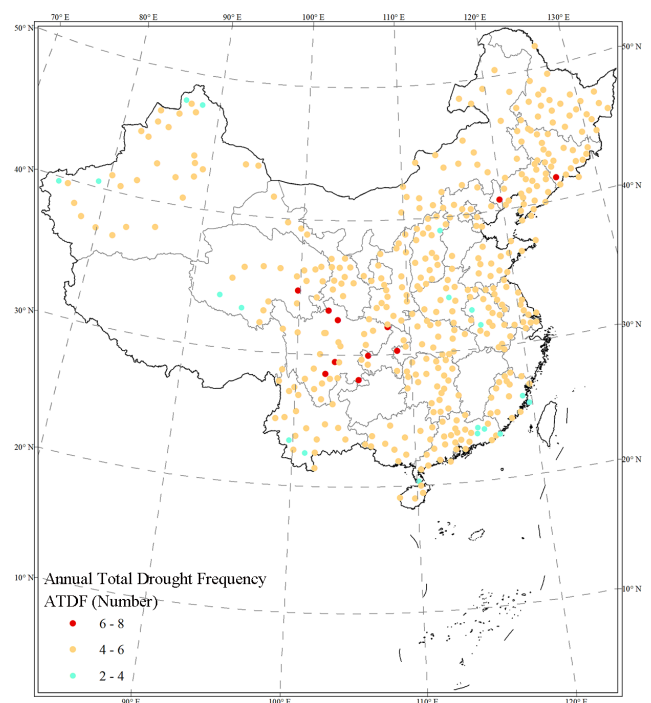 70° E 80° E 90° E 100° E 110° E 120° E 130° E
50° N
50° N
40° N
40° N
30° N
30° N
20° N
20° N
10° N
10° N
Annual Total Drought Frequency
ATDF (Number)
6 - 8
4 - 6
2 - 4
90° E 100° E 110° E 120° E